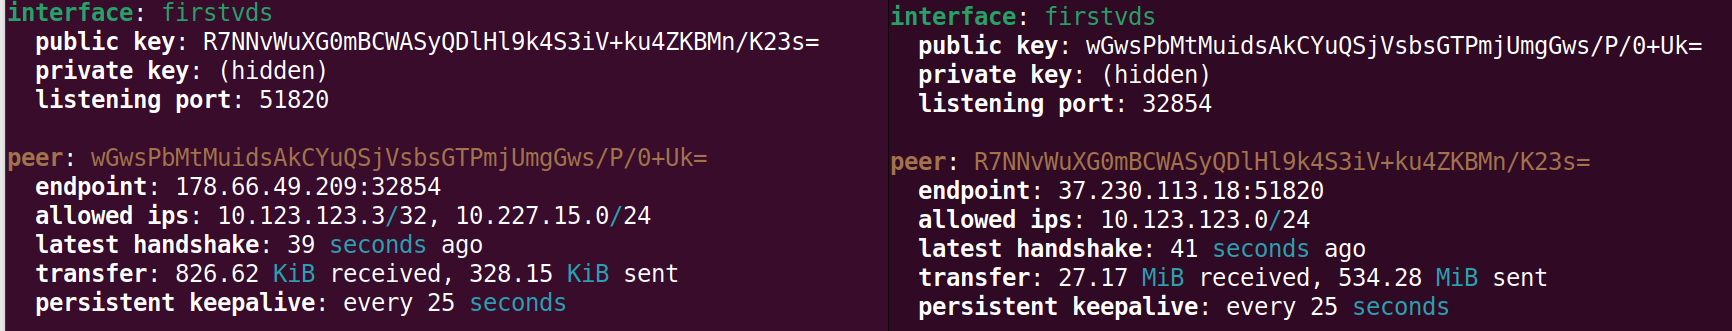 interface: firstvds
public key: R7NNvWuXG0mBCWASyQDlHl9k4S3iV+ku4ZKBMn/K23s=
private key: (hidden)
listening port: 51820
peer: wGwsPbMtMuidsAkCYuQSjVsbsGTPmjUmgGws/P/0+Uk=
endpoint: 178.66.49.209:32854
allowed ips: 10.123.123.3/32, 10.227.15.0/24
latest handshake: 39 seconds ago
transfer: 826.62 KiB received, 328.15 KiB sent
persistent keepalive: every 25 seconds
interface: firstvds
public key: wGwsPbMtMuidsAkCYuQSjVsbsGTPmjUmgGws/P/0+Uk=
private key: (hidden)
listening port: 32854
peer: R7NNvWuXG0mBCWASyQDlHl9k4S3iV+ku4ZKBMn/K23s=
endpoint: 37.230.113.18:51820
allowed ips: 10.123.123.0/24
latest handshake: 41 seconds ago
transfer: 27.17 MiB received, 534.28 MiB sent
persistent keepalive: every 25 seconds